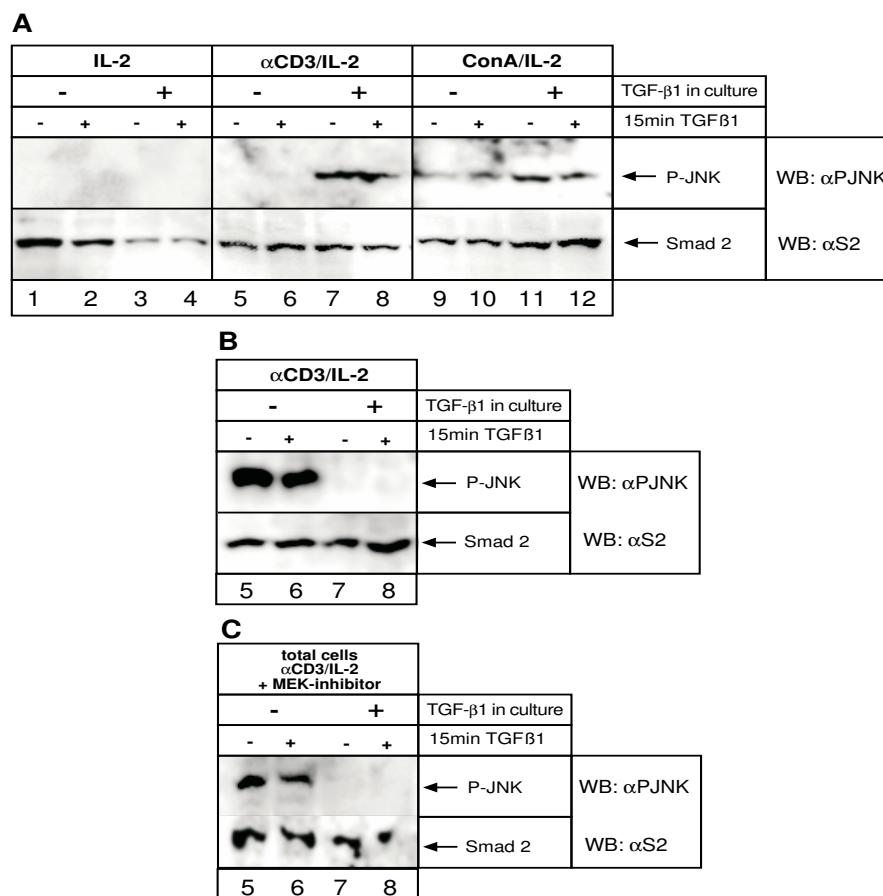 A
IL-2 αCD3/IL-2 ConA/IL-2
- + - + - + TGF-β1 in culture
- + - + - + - + - + - + 15min TGFß1
P-JNK WB: αPJNK
Smad 2 WB: αS2
1 2 3 4 5 6 7 8 9 10 11 12
B
αCD3/IL-2
- + TGF-β1 in culture
- + - + 15min TGFß1
P-JNK WB: αPJNK
Smad 2 WB: αS2
5 6 7 8
C
total cells
αCD3/IL-2
+ MEK-inhibitor
- + TGF-β1 in culture
- + - + 15min TGFß1
P-JNK WB: αPJNK
Smad 2 WB: αS2
5 6 7 8